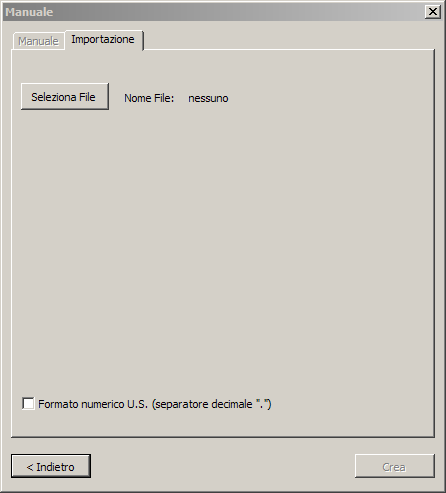 Manuale
Manuale Importazione
Seleziona File Nome File: nessuno
Formato numerico U.S. (separatore decimale ".")
< Indietro Crea